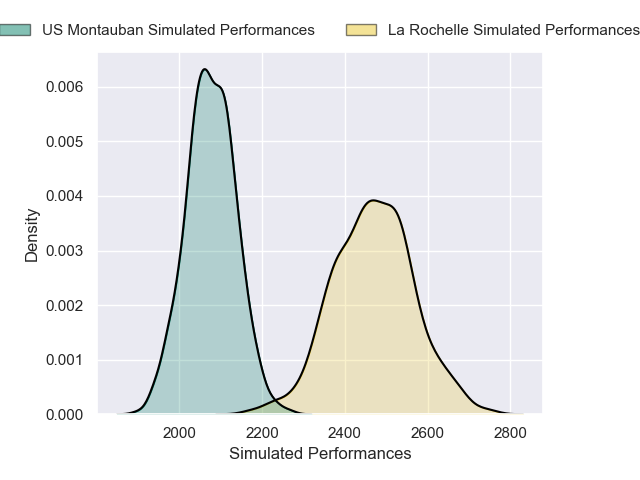 US Montauban Simulated Performances La Rochelle Simulated Performances
0.006
0.005
0.004
0.003
0.002
0.001
0.000
Density
2000 2200 2400 2600 2800
Simulated Performances